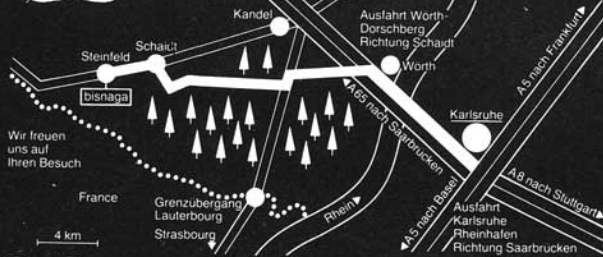 Kandel
Ausfahrt Wörth-
Dorschberg
Richtung Schaidt
Schaidt
Steinfeld
bisnaga
Wörth
A5 nach Frankfurt
A65 nach Saarbrücken
Karlsruhe
Wir freuen
uns auf
Ihren Besuch
France
4 km
Grenzübergang
Lauterbourg
Strasbourg
Rhein
A5 nach Basel
A8 nach Stuttgart
Ausfahrt
Karlsruhe
Rheinhafen
Richtung Saarbrücken